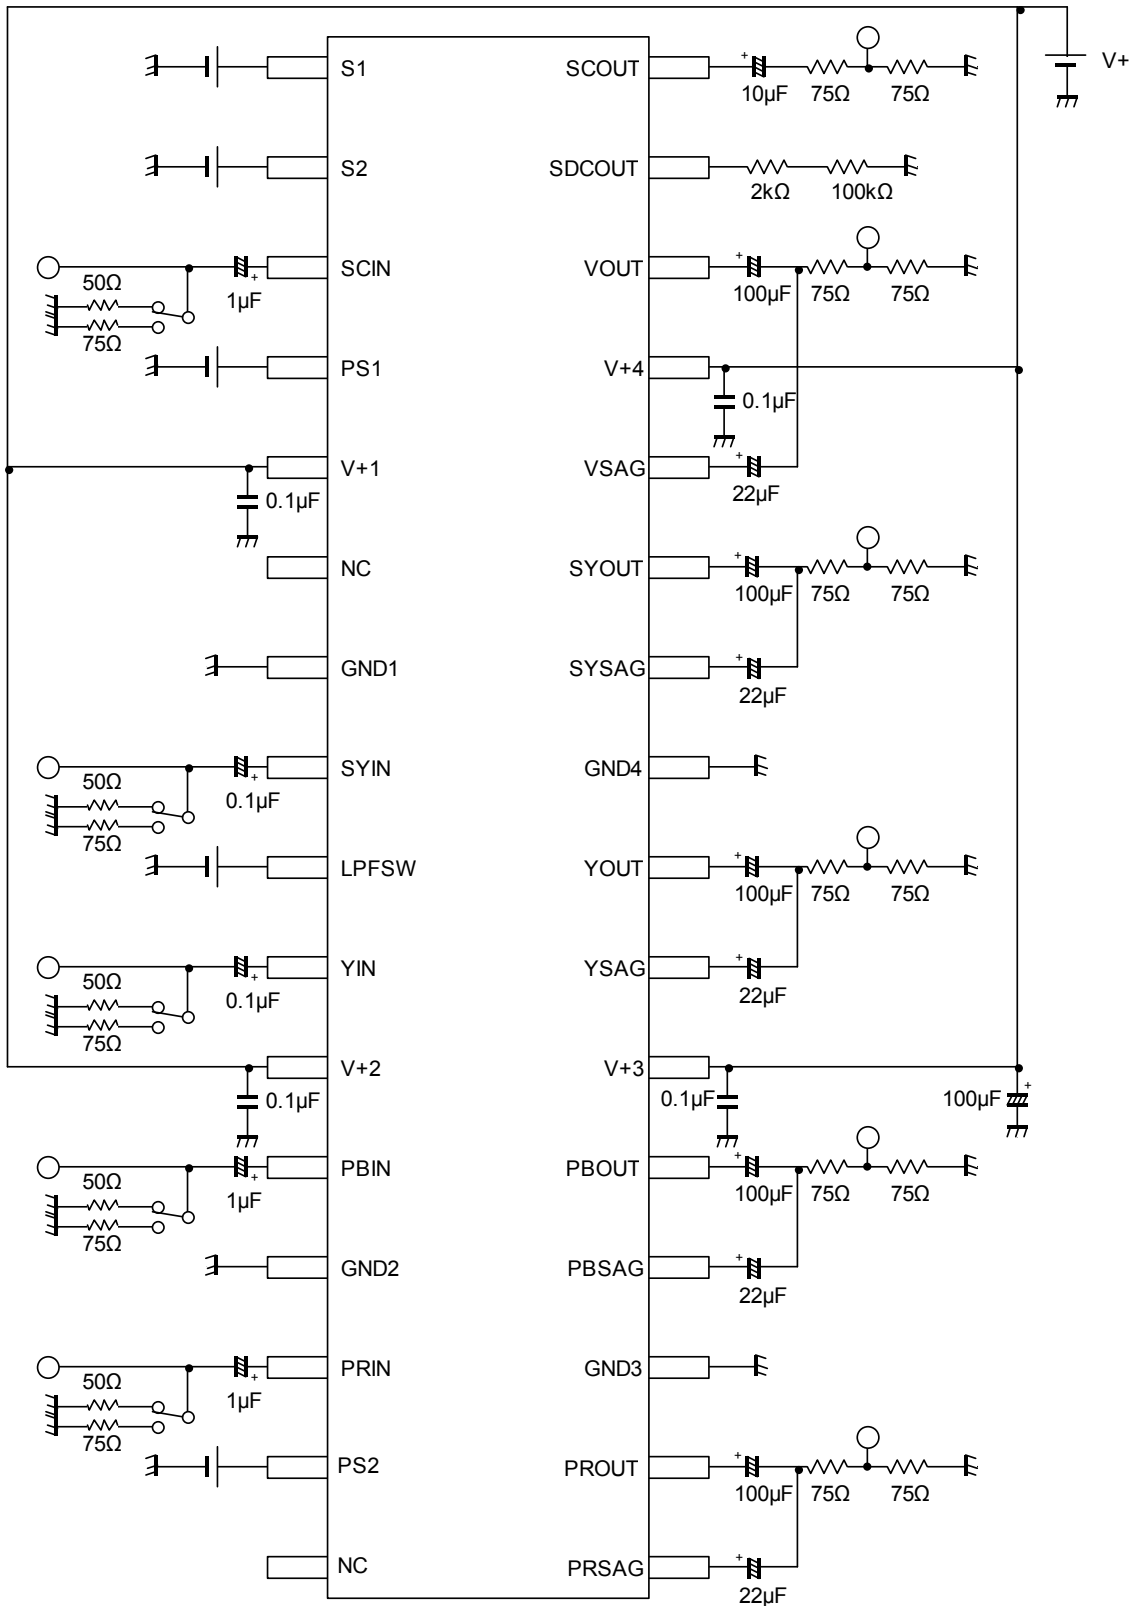 V+
S1
SCOUT
10µF
75Ω
75Ω
S2
SDCOUT
2kΩ
100kΩ
SCIN
50Ω
75Ω
1µF
VOUT
100µF
75Ω
75Ω
PS1
V+4
0.1µF
V+1
0.1µF
VSAG
22µF
NC
SYOUT
100µF
75Ω
75Ω
GND1
SYSAG
22µF
SYIN
50Ω
75Ω
0.1µF
GND4
LPFSW
YOUT
100µF
75Ω
75Ω
YIN
50Ω
75Ω
0.1µF
YSAG
22µF
V+2
0.1µF
V+3
0.1µF
100µF
PBIN
50Ω
75Ω
1µF
PBOUT
100µF
75Ω
75Ω
GND2
PBSAG
22µF
PRIN
50Ω
75Ω
1µF
GND3
PS2
PROUT
100µF
75Ω
75Ω
NC
PRSAG
22µF